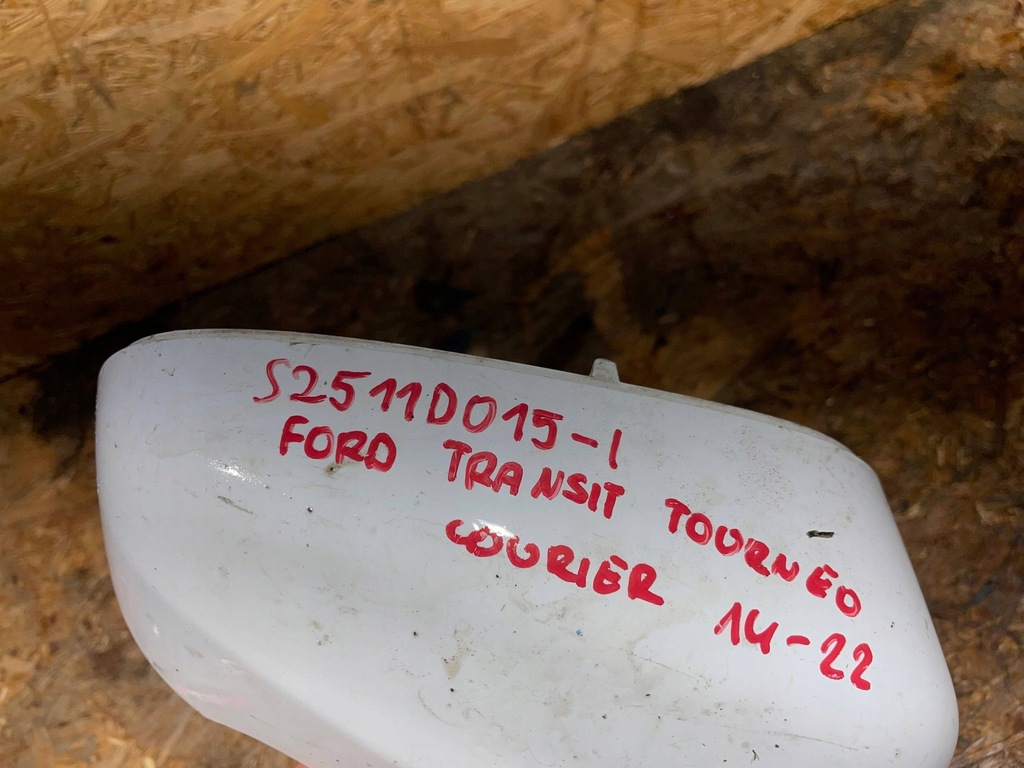 S2511D015-1
FORD TRANSIT TOURNEO
COURIER 14-22